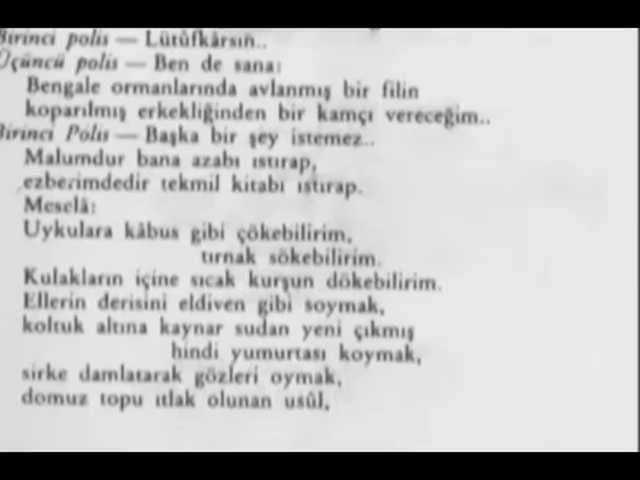 Birinci polis — Lütûfkârsın..
Üçüncü polis — Ben de sana:
Bengale ormanlarında avlanmış bir filin
koparılmış erkekliğinden bir kamçı vereceğim..
Birinci Polis — Başka bir şey istemez..
Malumdur bana azabı ıstırap,
ezberimdedir tekmil kitabı ıstırap.
Meselâ:
Uykulara kâbus gibi çökebilirim,
tırnak sökebilirim.
Kulakların içine sıcak kurşun dökebilirim.
Ellerin derisini eldiven gibi soymak,
koltuk altına kaynar sudan yeni çıkmış
hindi yumurtası koymak,
sirke damlatarak gözleri oymak,
domuz topu ıtlak olunan usûl,